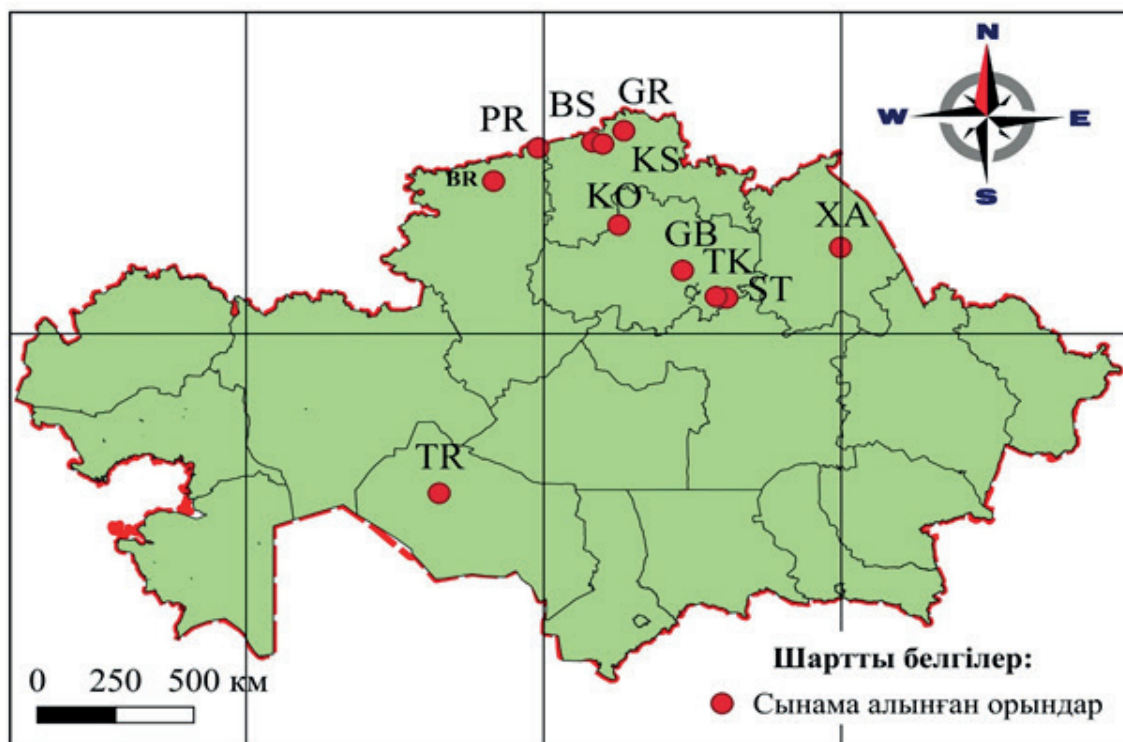 N
W
E
S
GR
BS
PR
KS
BR
KO
XA
GB
TK
ST
TR
Шартты белгілер:
0 250 500 км
Сынама алынған орындар